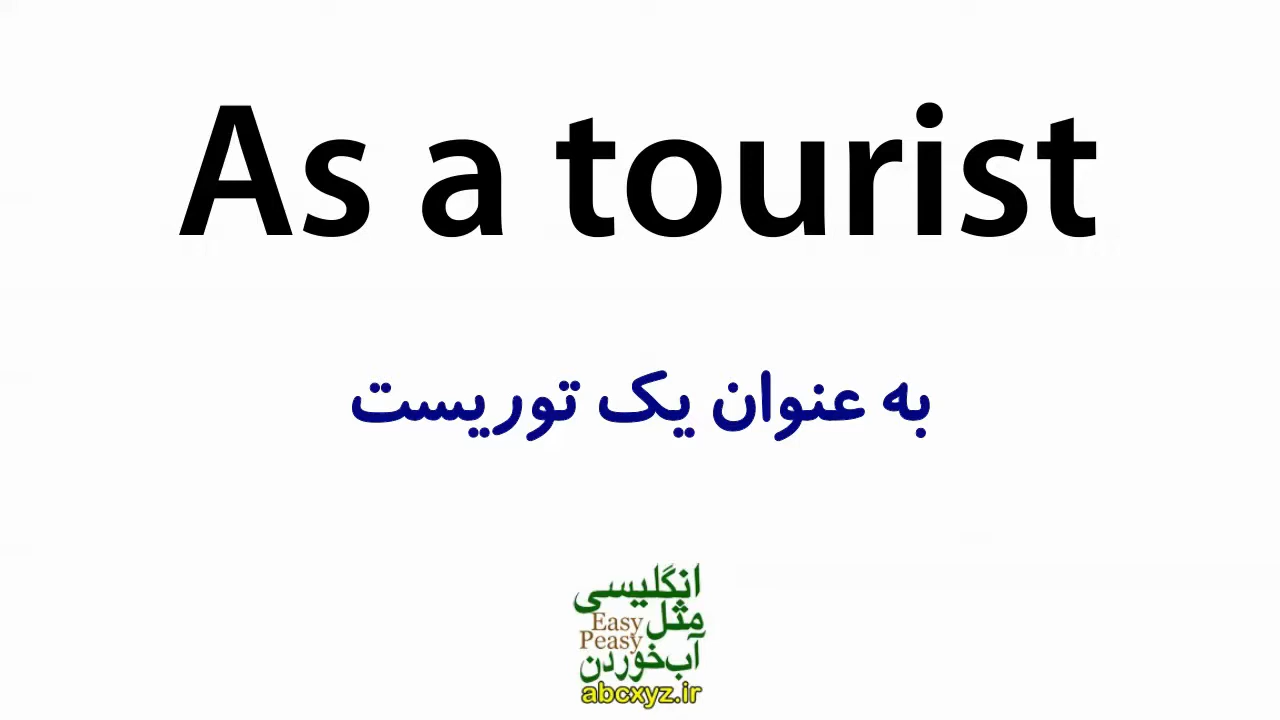 As a tourist
به عنوان یک توریست
انگلیسی
مثل
Easy
Peasy
آب‌خوردن
abcxyz.ir